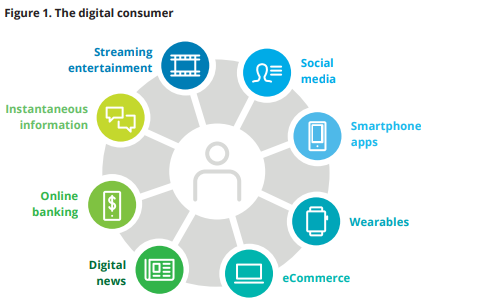 Figure 1. The digital consumer
Streaming
entertainment
Social
media
Instantaneous
information
Smartphone
apps
Online
banking
$
Wearables
Digital
news
eCommerce